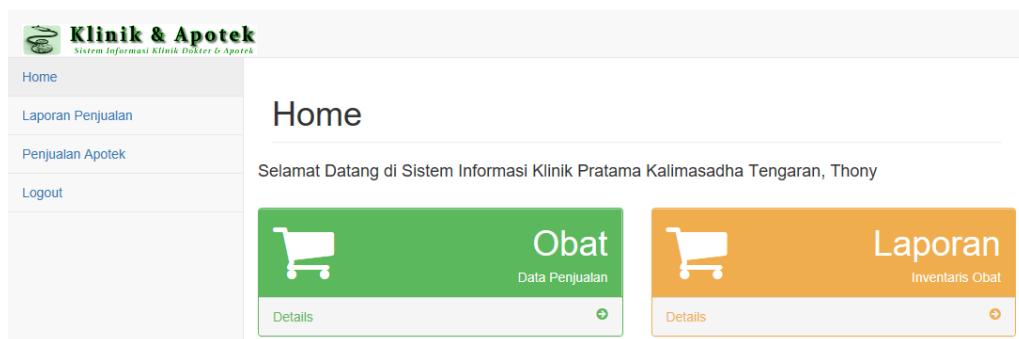 Klinik & Apotek
Sistem Informasi Klinik Dokter & Apotek
Home
Laporan Penjualan
Penjualan Apotek
Logout
Home
Selamat Datang di Sistem Informasi Klinik Pratama Kalimasadha Tengaran, Thony
Obat
Data Penjualan
Details
Laporan
Inventaris Obat
Details